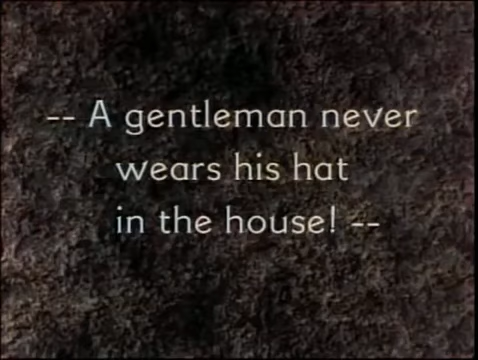 -- A gentleman never
wears his hat
in the house! --